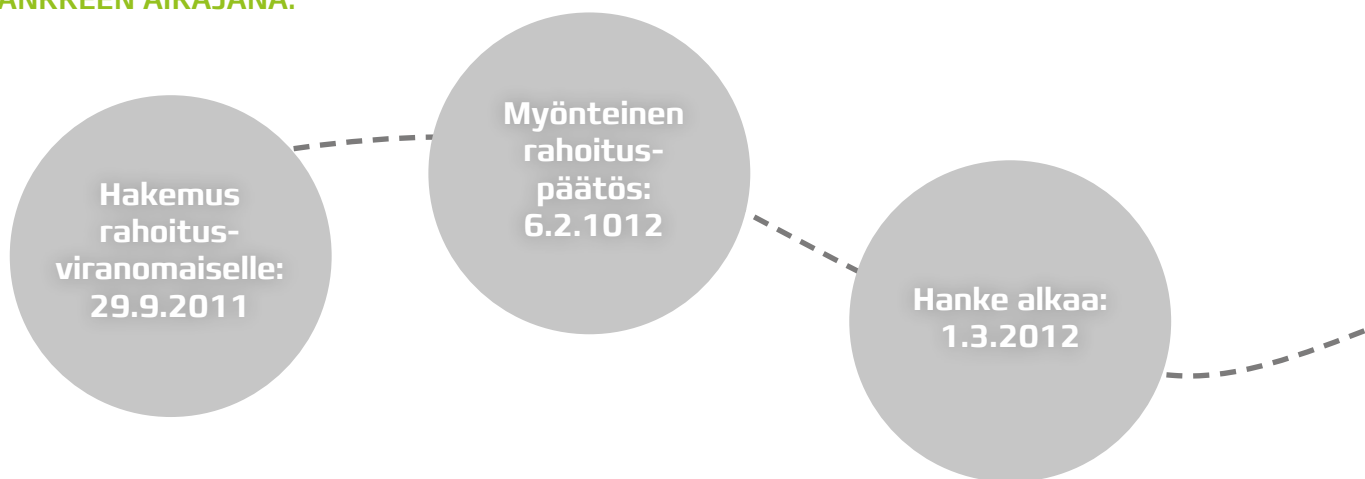 ANKKEEN AIKAJANA:
Hakemus
rahoitus-
viranomaiselle:
29.9.2011
Myönteinen
rahoitus-
päätös:
6.2.1012
Hanke alkaa:
1.3.2012